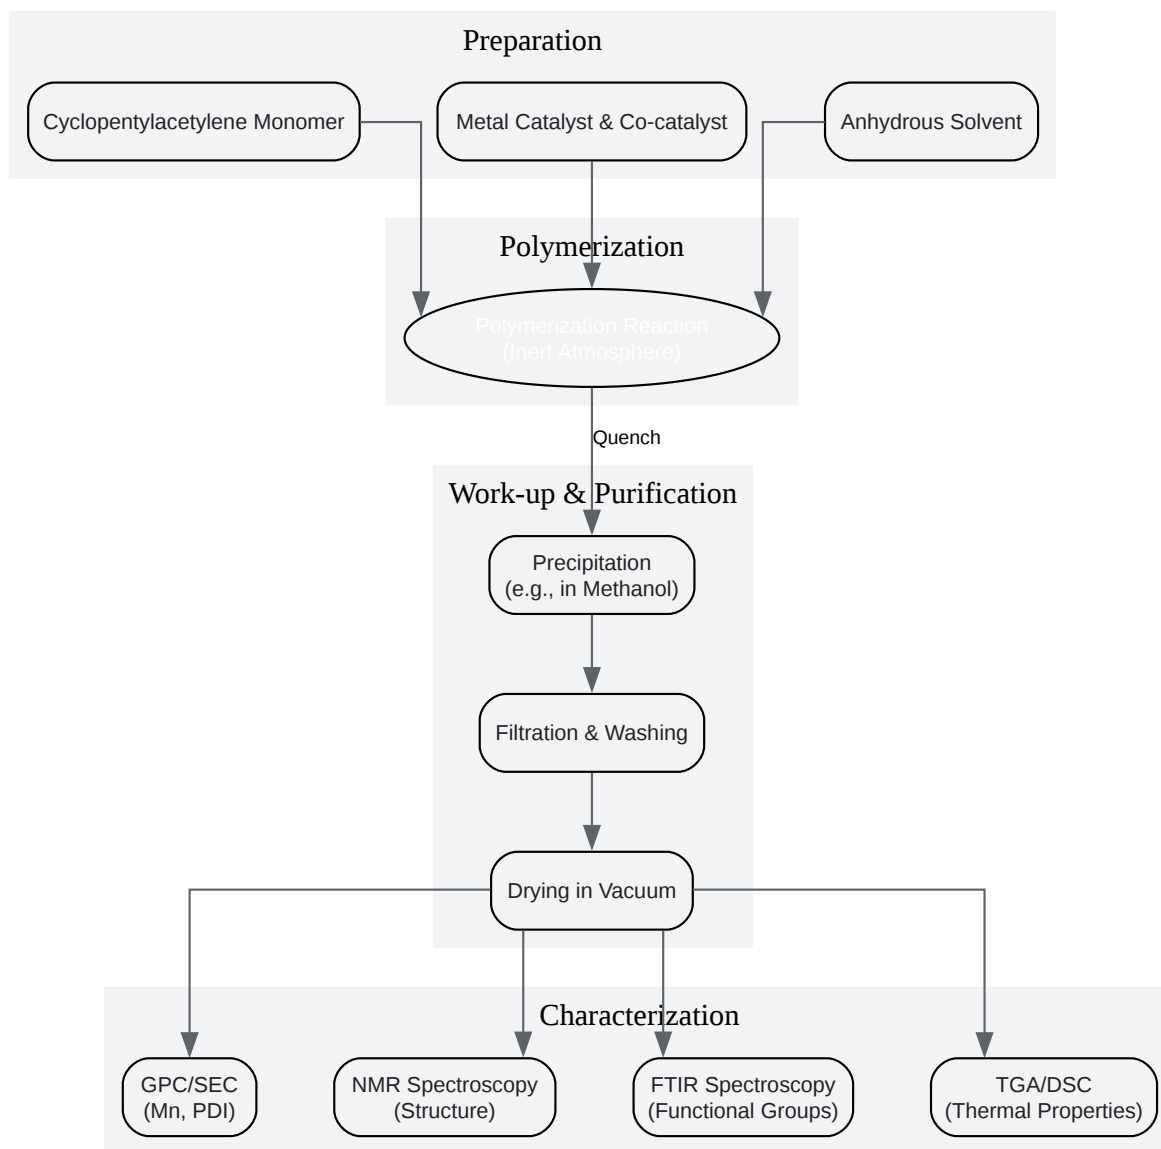 Preparation
Cyclopentylacetylene Monomer
Metal Catalyst & Co-catalyst
Anhydrous Solvent
Polymerization
Polymerization Reaction
(Inert Atmosphere)
Quench
Work-up & Purification
Precipitation
(e.g., in Methanol)
Filtration & Washing
Drying in Vacuum
Characterization
GPC/SEC
(Mn, PDI)
NMR Spectroscopy
(Structure)
FTIR Spectroscopy
(Functional Groups)
TGA/DSC
(Thermal Properties)